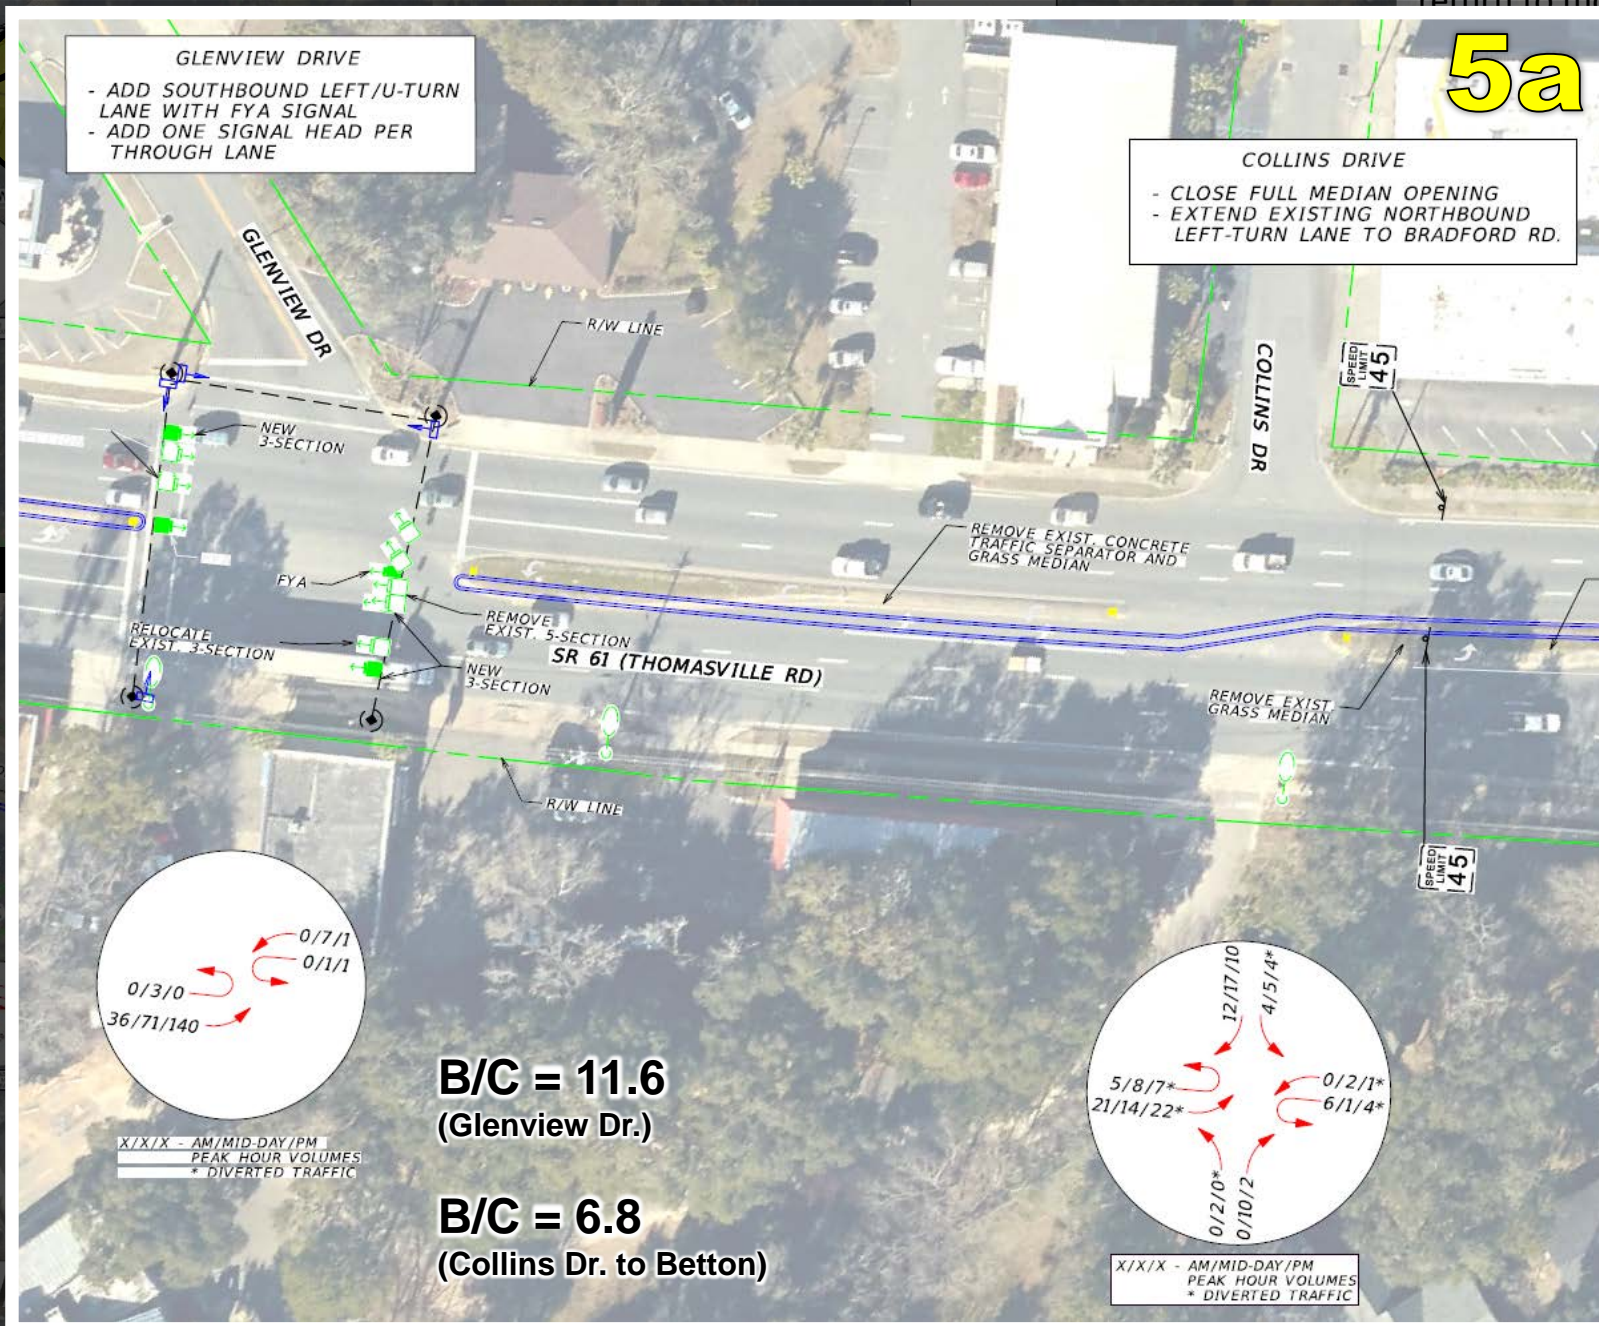 5a
GLENVIEW DRIVE
- ADD SOUTHBOUND LEFT/U-TURN
LANE WITH FYA SIGNAL
- ADD ONE SIGNAL HEAD PER
THROUGH LANE
COLLINS DRIVE
- CLOSE FULL MEDIAN OPENING
- EXTEND EXISTING NORTHBOUND
LEFT-TURN LANE TO BRADFORD RD.
GLENVIEW DR
R/W LINE
COLLINS DR
SPEED
LIMIT
45
NEW
3-SECTION
REMOVE EXIST. CONCRETE
TRAFFIC SEPARATOR AND
GRASS MEDIAN
FYA
REMOVE
EXIST. 5-SECTION
RELOCATE
EXIST. 3-SECTION
SR 61 (THOMASVILLE RD)
NEW
3-SECTION
REMOVE EXIST
GRASS MEDIAN
R/W LINE
SPEED
LIMIT
45
0/7/1
0/1/1
0/3/0
36/71/140
X/X/X - AM/MID-DAY/PM
PEAK HOUR VOLUMES
* DIVERTED TRAFFIC
B/C = 11.6
(Glenview Dr.)
B/C = 6.8
(Collins Dr. to Betton)
12/17/10
4/5/4*
5/8/7*
21/14/22*
0/2/1*
6/1/4*
0/2/0*
0/10/2
X/X/X - AM/MID-DAY/PM
PEAK HOUR VOLUMES
* DIVERTED TRAFFIC